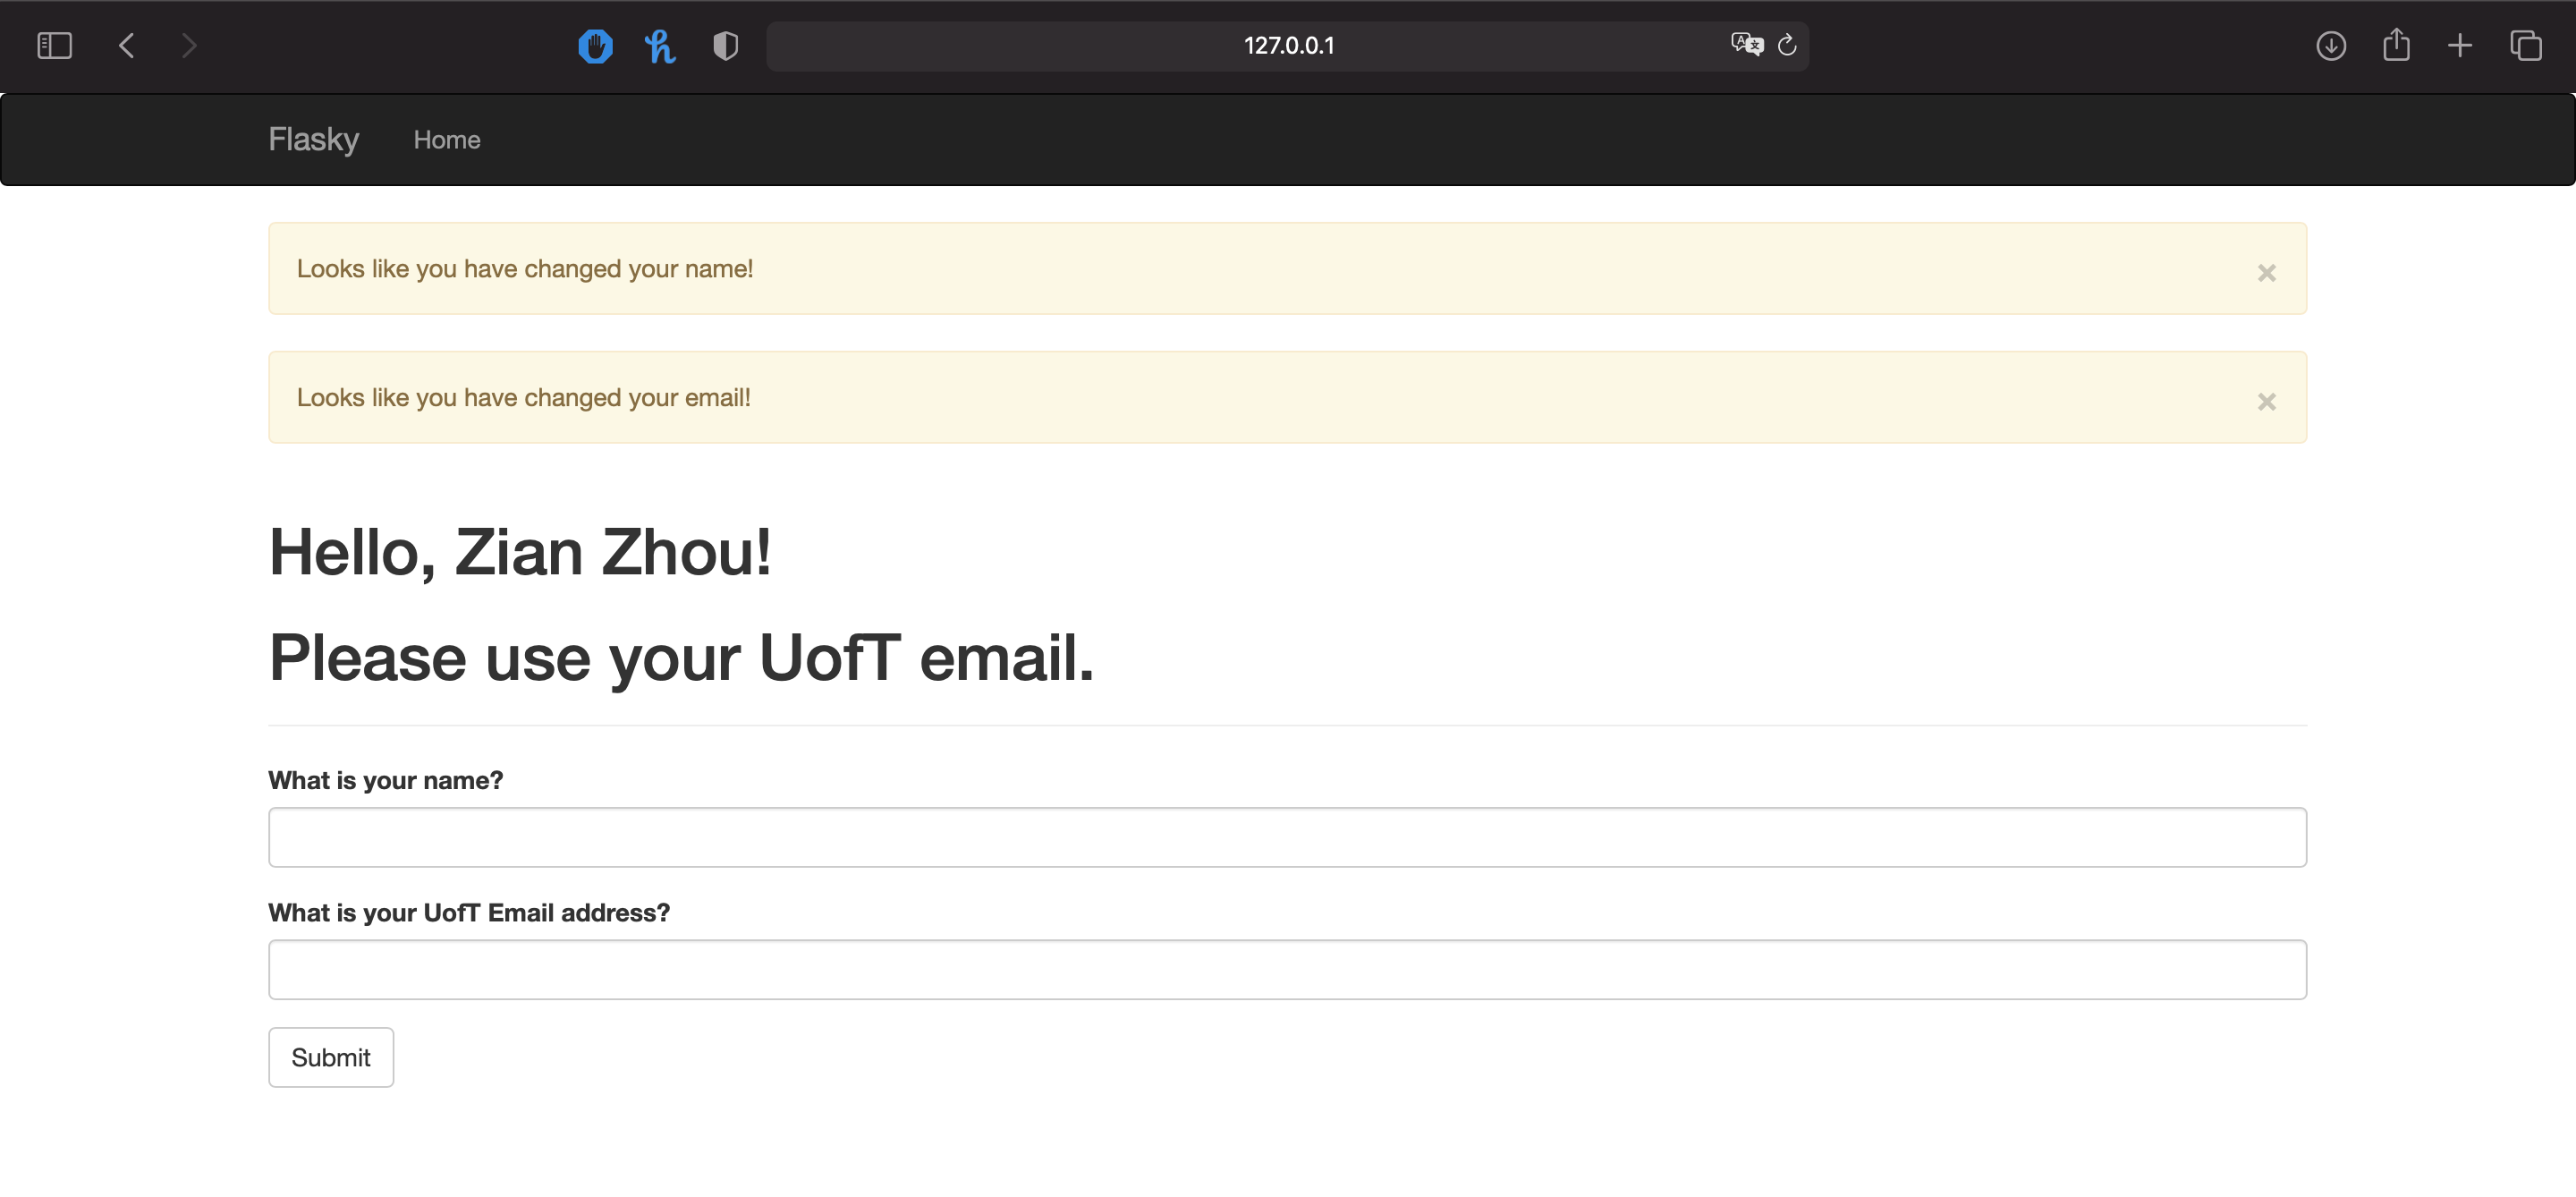 127.0.0.1
Flasky Home
Looks like you have changed your name! ×
Looks like you have changed your email! ×
Hello, Zian Zhou!
Please use your UofT email.
What is your name?
What is your UofT Email address?
Submit